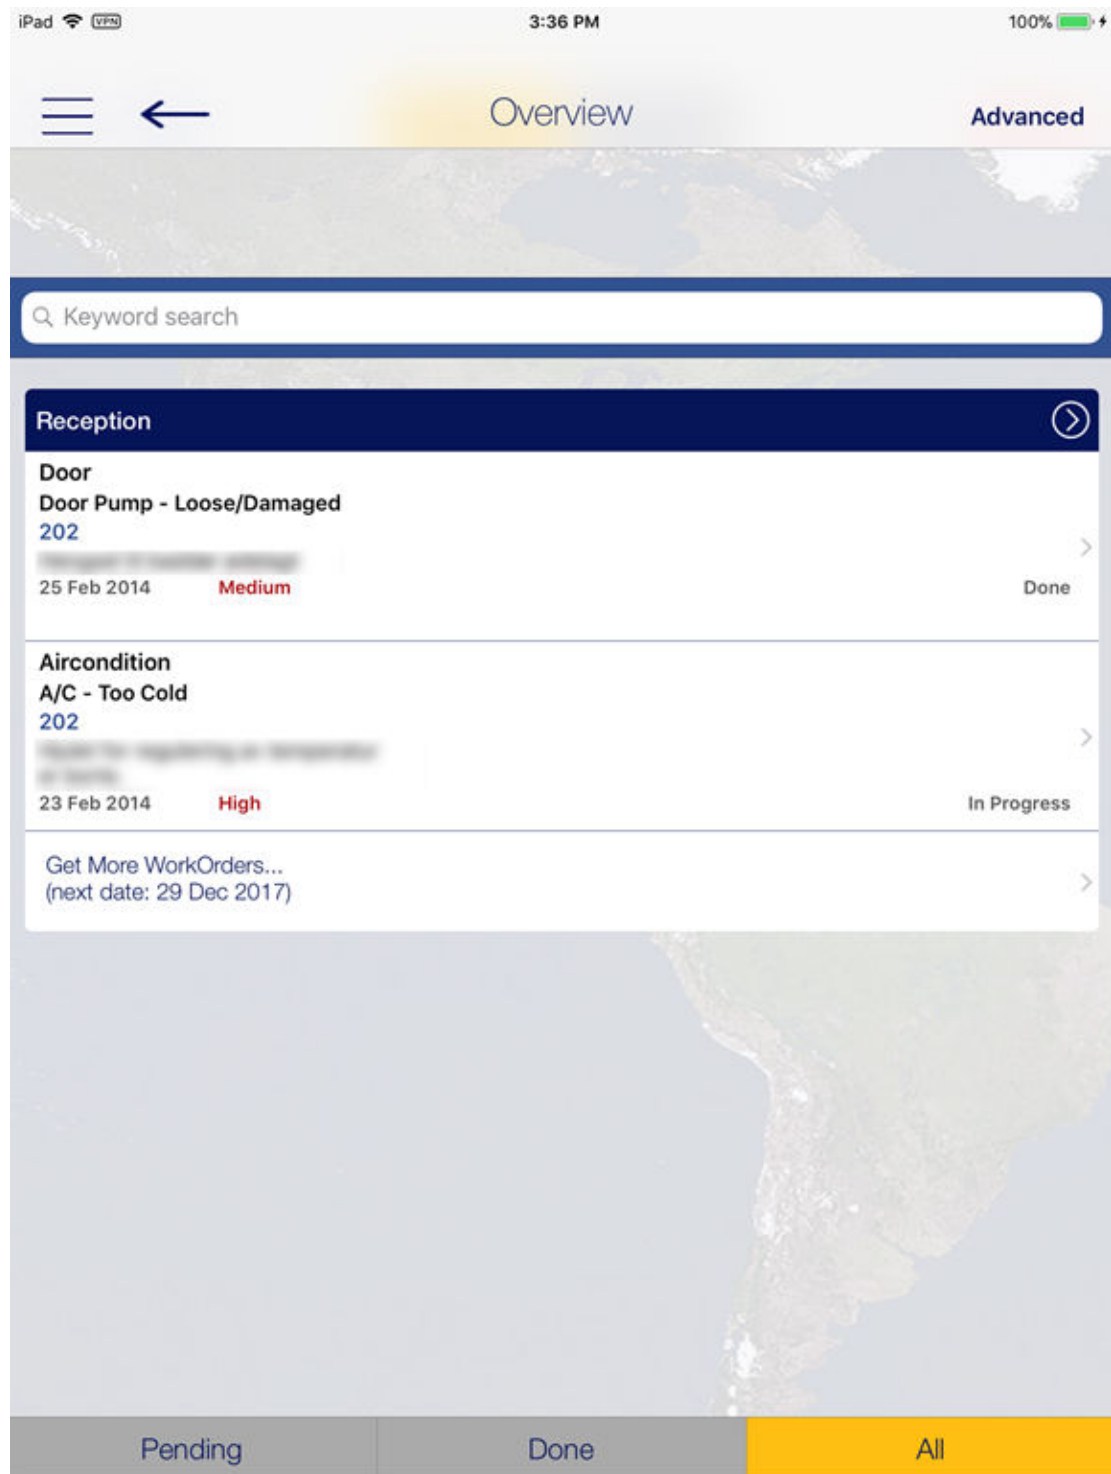 iPad VPN 3:36 PM 100%
Overview
Advanced
Keyword search
Reception
Door
Door Pump - Loose/Damaged
202
25 Feb 2014 Medium Done
Aircondition
A/C - Too Cold
202
23 Feb 2014 High In Progress
Get More WorkOrders...
(next date: 29 Dec 2017)
Pending Done All